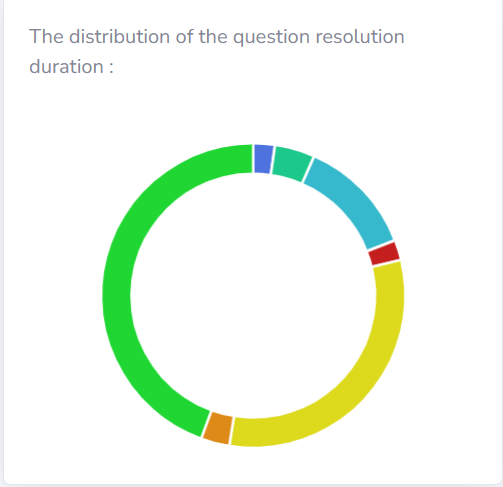 The distribution of the question resolution
duration :